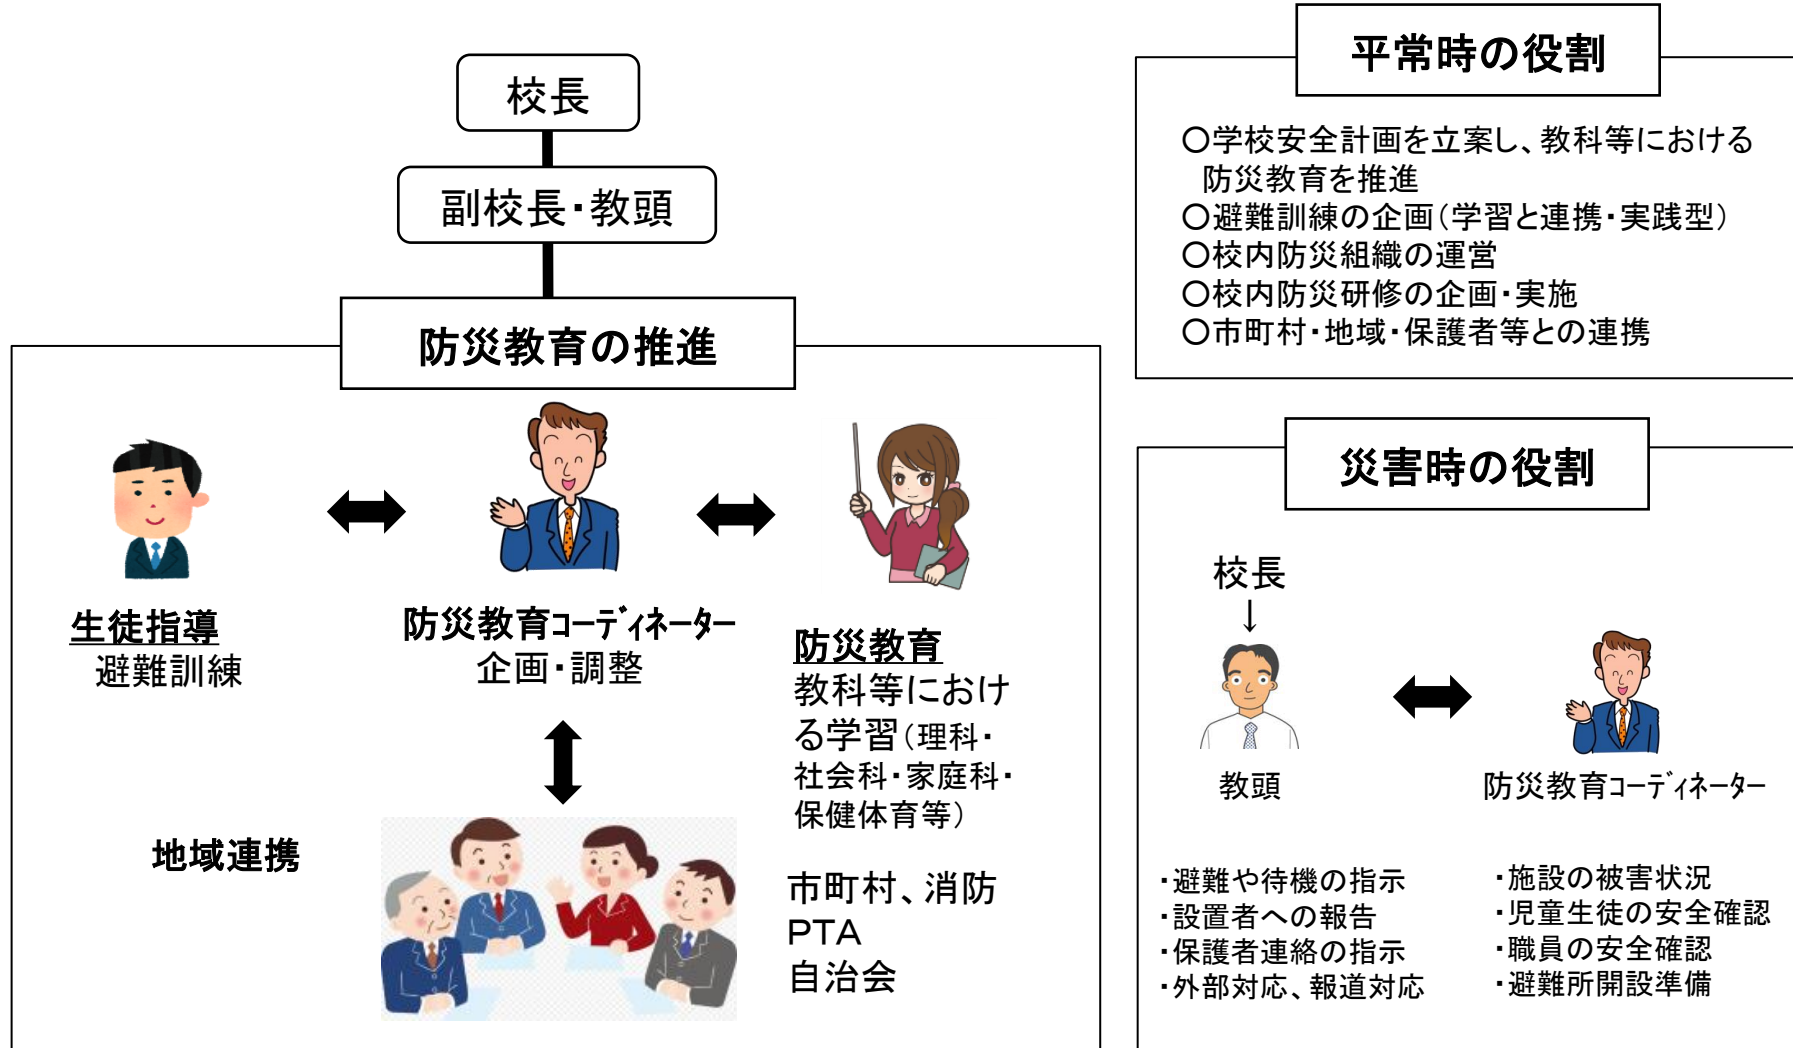 校長
副校長・教頭
防災教育の推進
生徒指導
避難訓練
防災教育ｺｰﾃﾞｨﾈｰﾀｰ
企画・調整
防災教育
教科等におけ
る学習（理科・
社会科・家庭科・
保健体育等）
地域連携
市町村、消防
PTA
自治会
平常時の役割
○学校安全計画を立案し、教科等における
防災教育を推進
○避難訓練の企画（学習と連携・実践型）
○校内防災組織の運営
○校内防災研修の企画・実施
○市町村・地域・保護者等との連携
災害時の役割
校長
↓
教頭
防災教育ｺｰﾃﾞｨﾈｰﾀｰ
・避難や待機の指示
・設置者への報告
・保護者連絡の指示
・外部対応、報道対応
・施設の被害状況
・児童生徒の安全確認
・職員の安全確認
・避難所開設準備